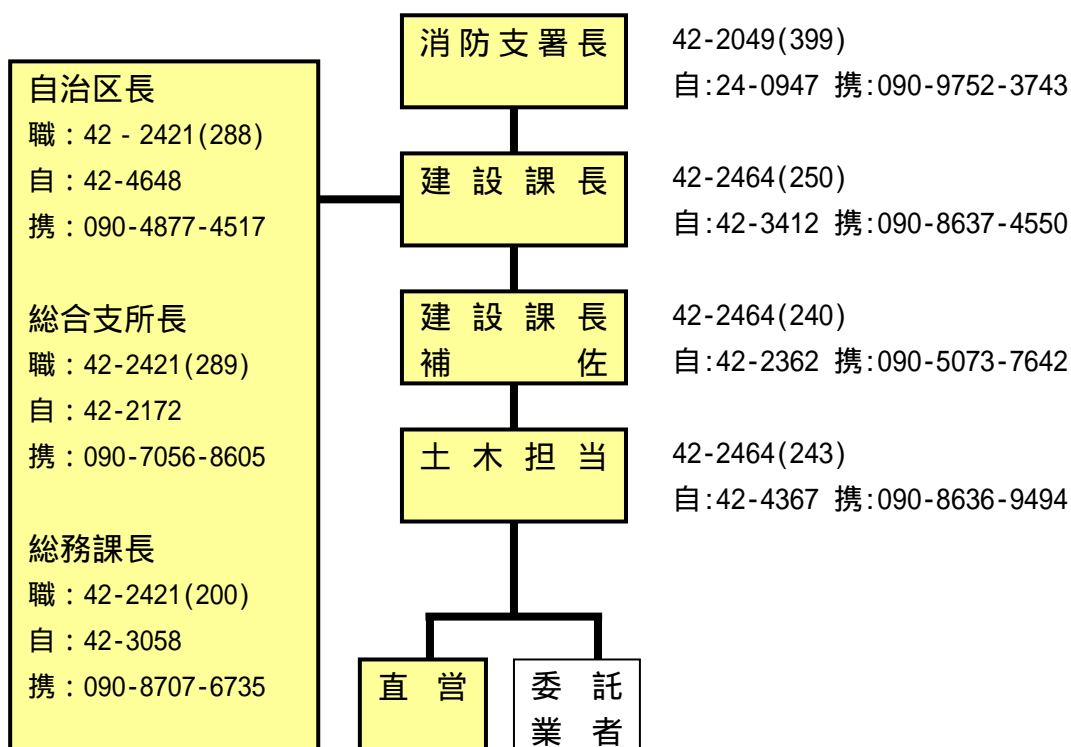 自治区長
職：42 - 2421(288)
自：42-4648
携：090-4877-4517
総合支所長
職：42-2421(289)
自：42-2172
携：090-7056-8605
総務課長
職：42-2421(200)
自：42-3058
携：090-8707-6735
消防支署長
42-2049(399)
自:24-0947 携:090-9752-3743
建設課長
42-2464(250)
自:42-3412 携:090-8637-4550
建設課長
補佐
42-2464(240)
自:42-2362 携:090-5073-7642
土木担当
42-2464(243)
自:42-4367 携:090-8636-9494
直営
委託
業者